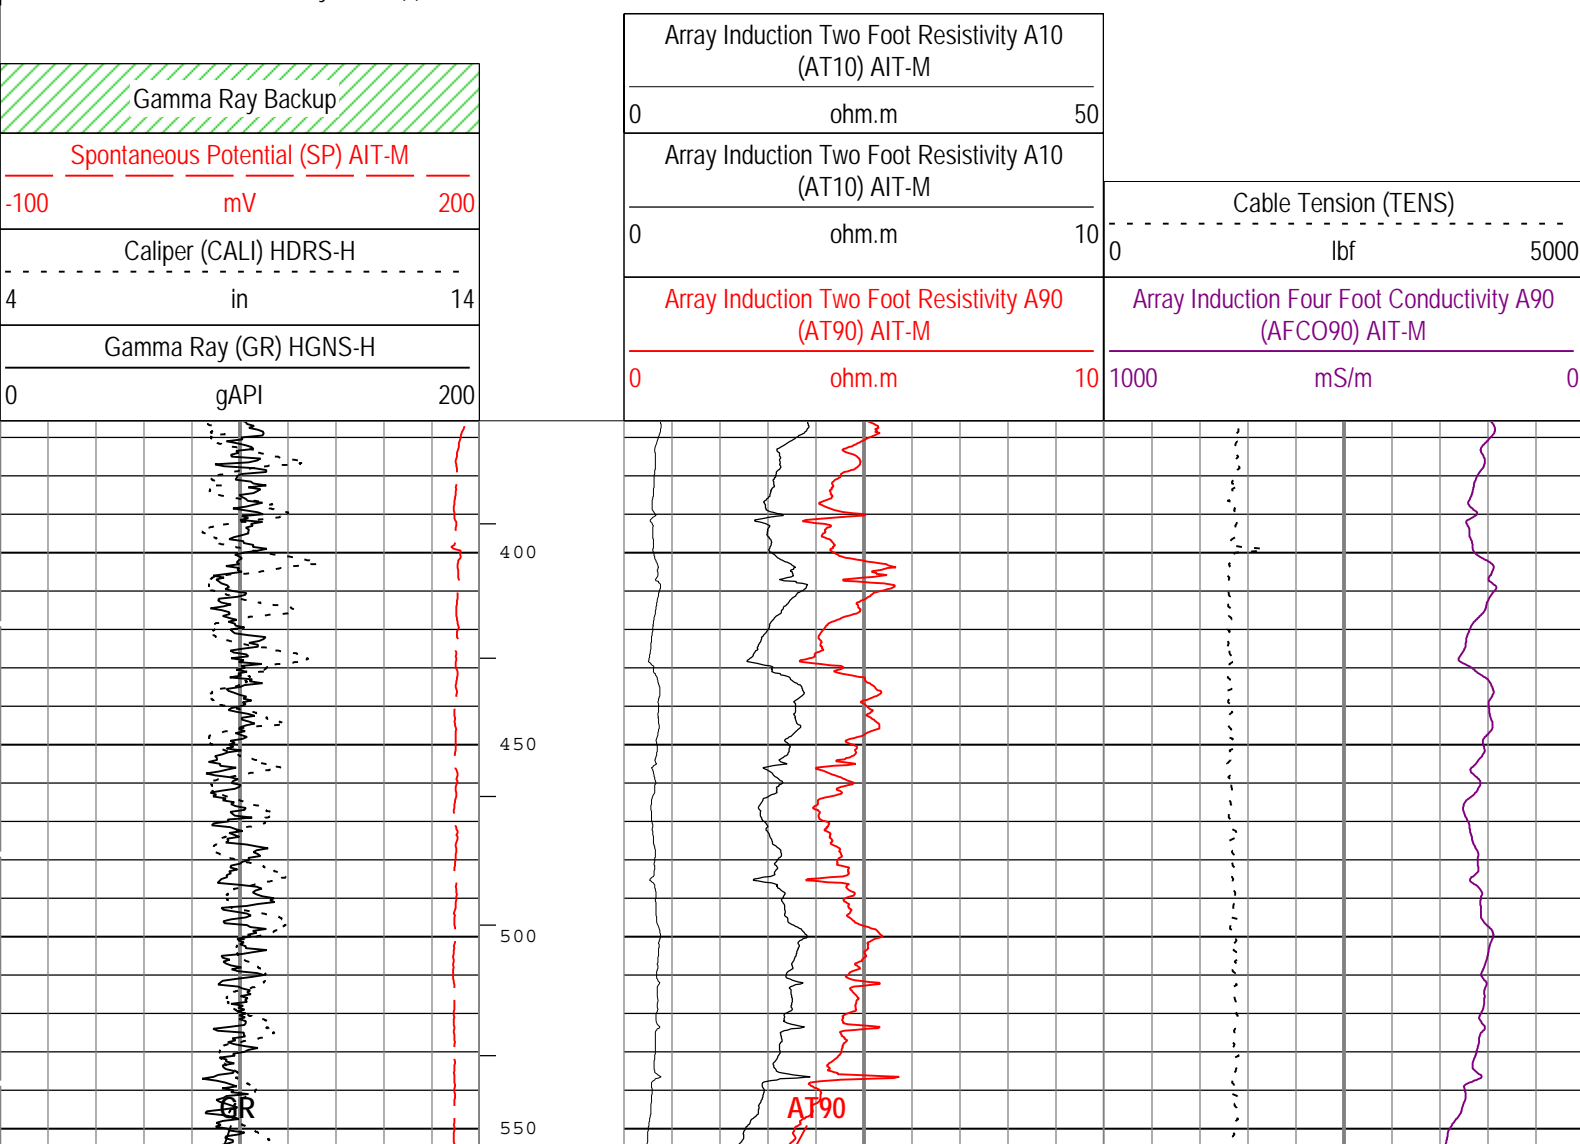 Array Induction Two Foot Resistivity A10
(AT10) AIT-M
0 ohm.m 50
Gamma Ray Backup
Array Induction Two Foot Resistivity A10
(AT10) AIT-M
0 ohm.m 10
Spontaneous Potential (SP) AIT-M
-100 mV 200
Cable Tension (TENS)
0 lbf 5000
Caliper (CALI) HDRS-H
4 in 14
Array Induction Two Foot Resistivity A90
(AT90) AIT-M
0 ohm.m 10
Array Induction Four Foot Conductivity A90
(AFCO90) AIT-M
1000 mS/m 0
Gamma Ray (GR) HGNS-H
0 gAPI 200
400
450
500
GR
AT90
550